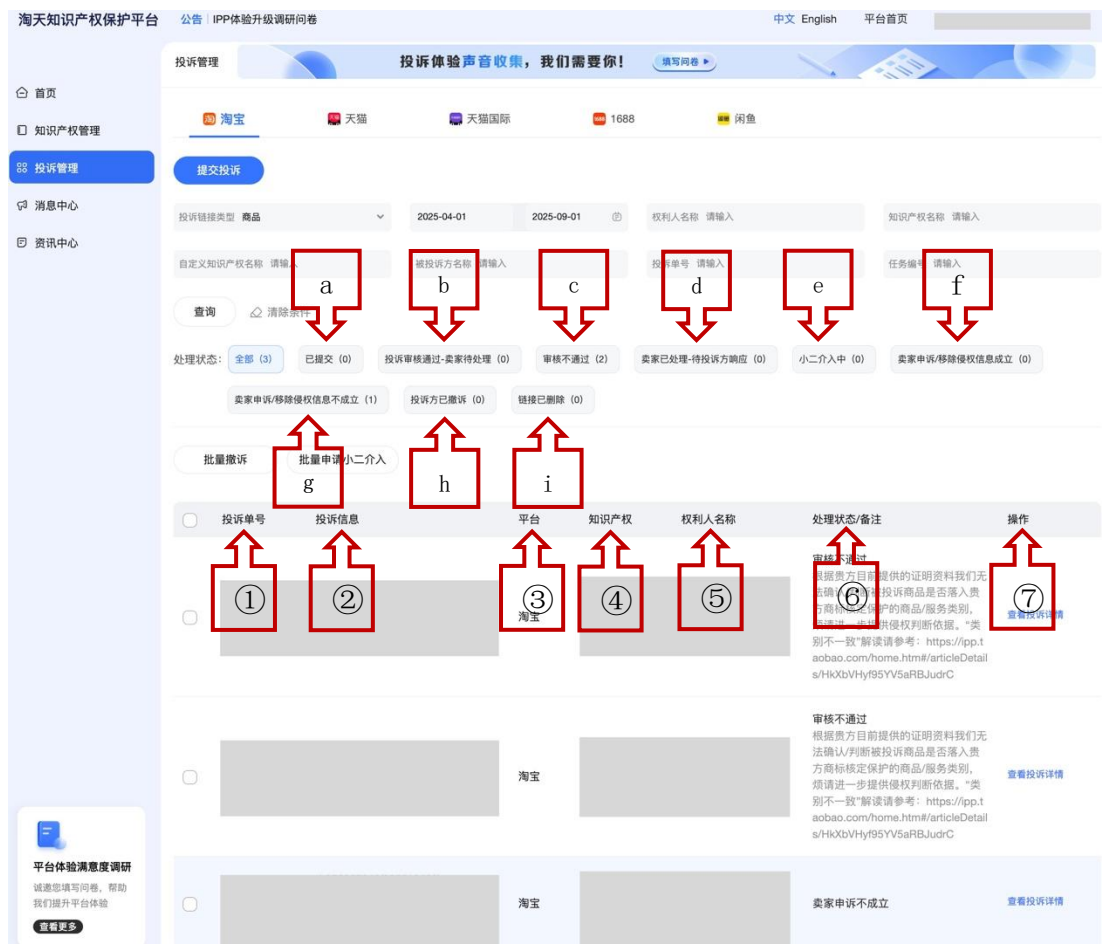 淘天知识产权保护平台 公告 IPP体验升级调研问卷 中文 English 平台首页
投诉管理 投诉体验声音收集，我们需要你！ 填写问卷
首页
知识产权管理
投诉管理
消息中心
资讯中心
淘宝 天猫 天猫国际 1688 闲鱼
提交投诉
投诉链接类型 商品 2025-04-01 2025-09-01 权利人名称 请输入 知识产权名称 请输入
自定义知识产权名称 请输入 被投诉方名称 请输入 投诉单号 请输入 任务编号 请输入
a b c d e f
查询 清除条件
处理状态： 全部（3） 已提交（0） 投诉审核通过-卖家待处理（0） 审核不通过（2） 卖家已处理-待投诉方响应（0） 小二介入中（0） 卖家申诉/移除侵权信息成立（0）
卖家申诉/移除侵权信息不成立（1） 投诉方已撤诉（0） 链接已删除（0）
批量撤诉 批量申请小二介入
g h i
投诉单号 投诉信息 平台 知识产权 权利人名称 处理状态/备注 操作
① ② ③ ④ ⑤ ⑥ ⑦
淘宝
审核不通过
根据贵方目前提供的证明资料我们无
法确认/判断被投诉商品是否落入贵
方商标核定保护的商品/服务类别，
烦请进一步提供侵权判断依据。“类
别不一致”解读请参考：https://ipp.t
aobao.com/home.htm#/articleDetail
s/HkXbVHyf95YV5aRBJudrC
查看投诉详情
淘宝
审核不通过
根据贵方目前提供的证明资料我们无
法确认/判断被投诉商品是否落入贵
方商标核定保护的商品/服务类别，
烦请进一步提供侵权判断依据。“类
别不一致”解读请参考：https://ipp.t
aobao.com/home.htm#/articleDetail
s/HkXbVHyf95YV5aRBJudrC
查看投诉详情
淘宝 卖家申诉不成立 查看投诉详情
平台体验满意度调研
诚邀您填写问卷，帮助
我们提升平台体验
查看更多